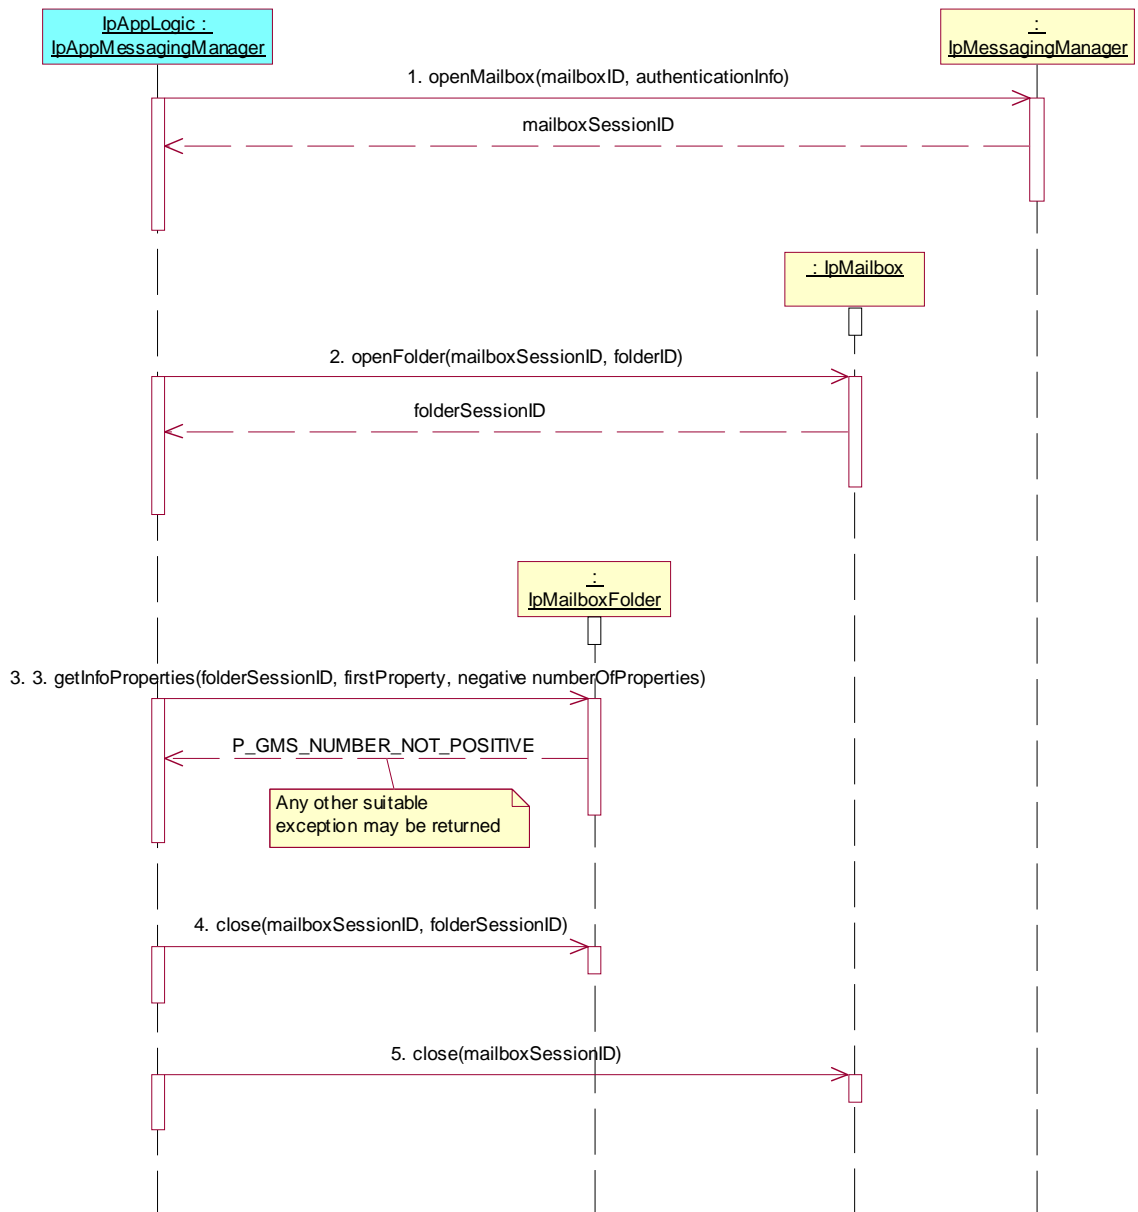 IpAppLogic :
IpAppMessagingManager
:
IpMessagingManager
1. openMailbox(mailboxID, authenticationInfo)
mailboxSessionID
: IpMailbox
2. openFolder(mailboxSessionID, folderID)
folderSessionID
:
IpMailboxFolder
3. 3. getInfoProperties(folderSessionID, firstProperty, negative numberOfProperties)
P_GMS_NUMBER_NOT_POSITIVE
Any other suitable
exception may be returned
4. close(mailboxSessionID, folderSessionID)
5. close(mailboxSessionID)